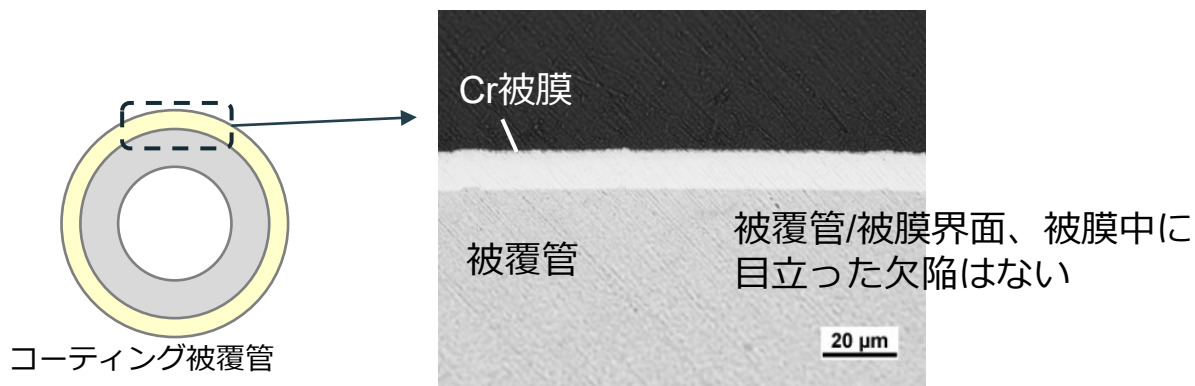 Cr被膜
被覆管
被覆管/被膜界面、被膜中に
目立った欠陥はない
20 µm
コーティング被覆管